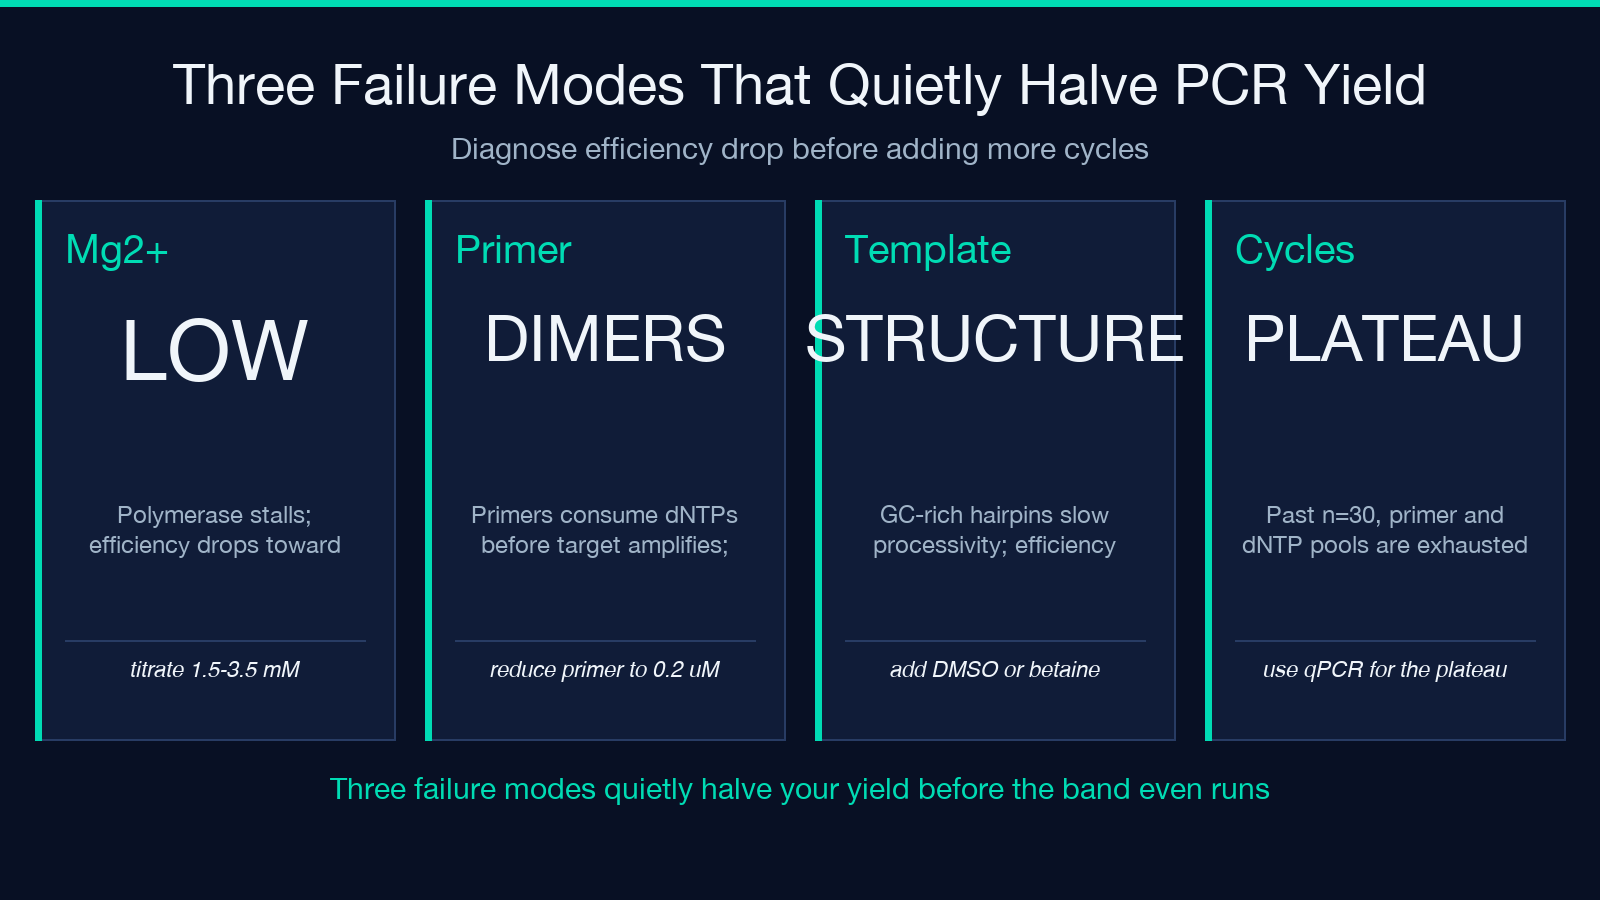 Three Failure Modes That Quietly Halve PCR Yield
Diagnose efficiency drop before adding more cycles
Mg2+
LOW
Polymerase stalls;
efficiency drops toward
titrate 1.5-3.5 mM
Primer
DIMERS
Primers consume dNTPs
before target amplifies;
reduce primer to 0.2 uM
Template
STRUCTURE
GC-rich hairpins slow
processivity; efficiency
add DMSO or betaine
Cycles
PLATEAU
Past n=30, primer and
dNTP pools are exhausted
use qPCR for the plateau
Three failure modes quietly halve your yield before the band even runs